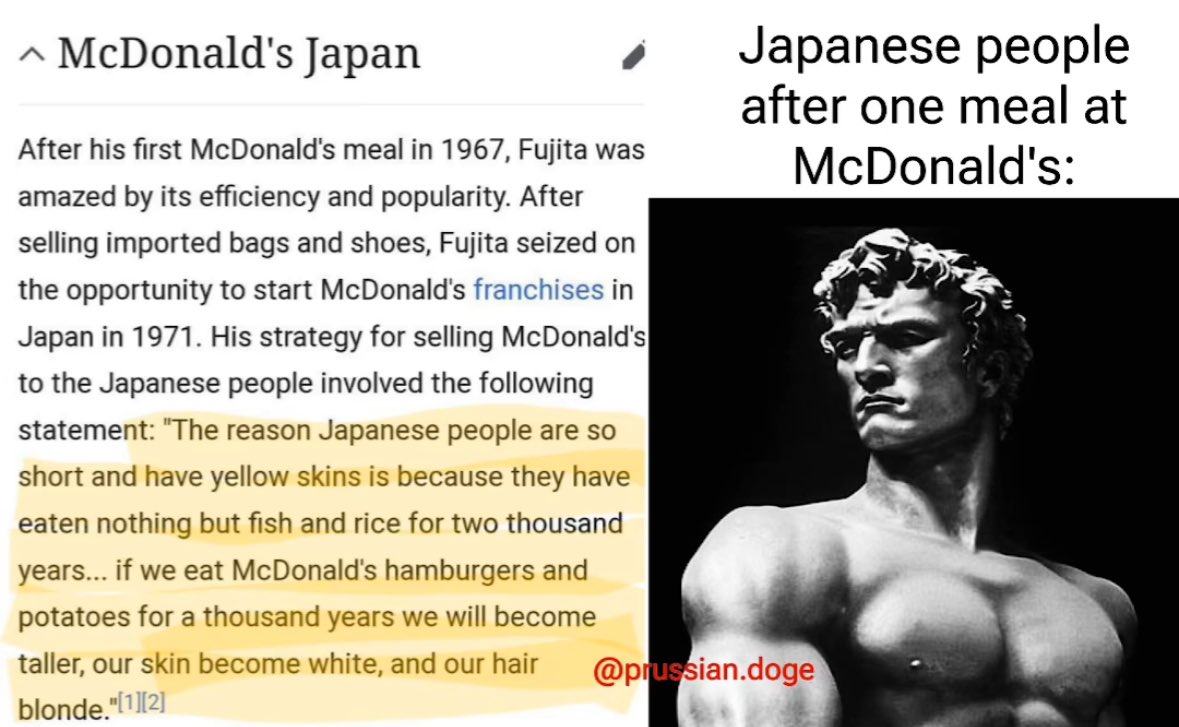 McDonald's Japan
After his first McDonald's meal in 1967, Fujita was
amazed by its efficiency and popularity. After
selling imported bags and shoes, Fujita seized on
the opportunity to start McDonald's franchises in
Japan in 1971. His strategy for selling McDonald's
to the Japanese people involved the following
statement: "The reason Japanese people are so
short and have yellow skins is because they have
eaten nothing but fish and rice for two thousand
years... if we eat McDonald's hamburgers and
potatoes for a thousand years we will become
taller, our skin become white, and our hair
blonde."[1][2]
Japanese people
after one meal at
McDonald's:
@prussian.doge